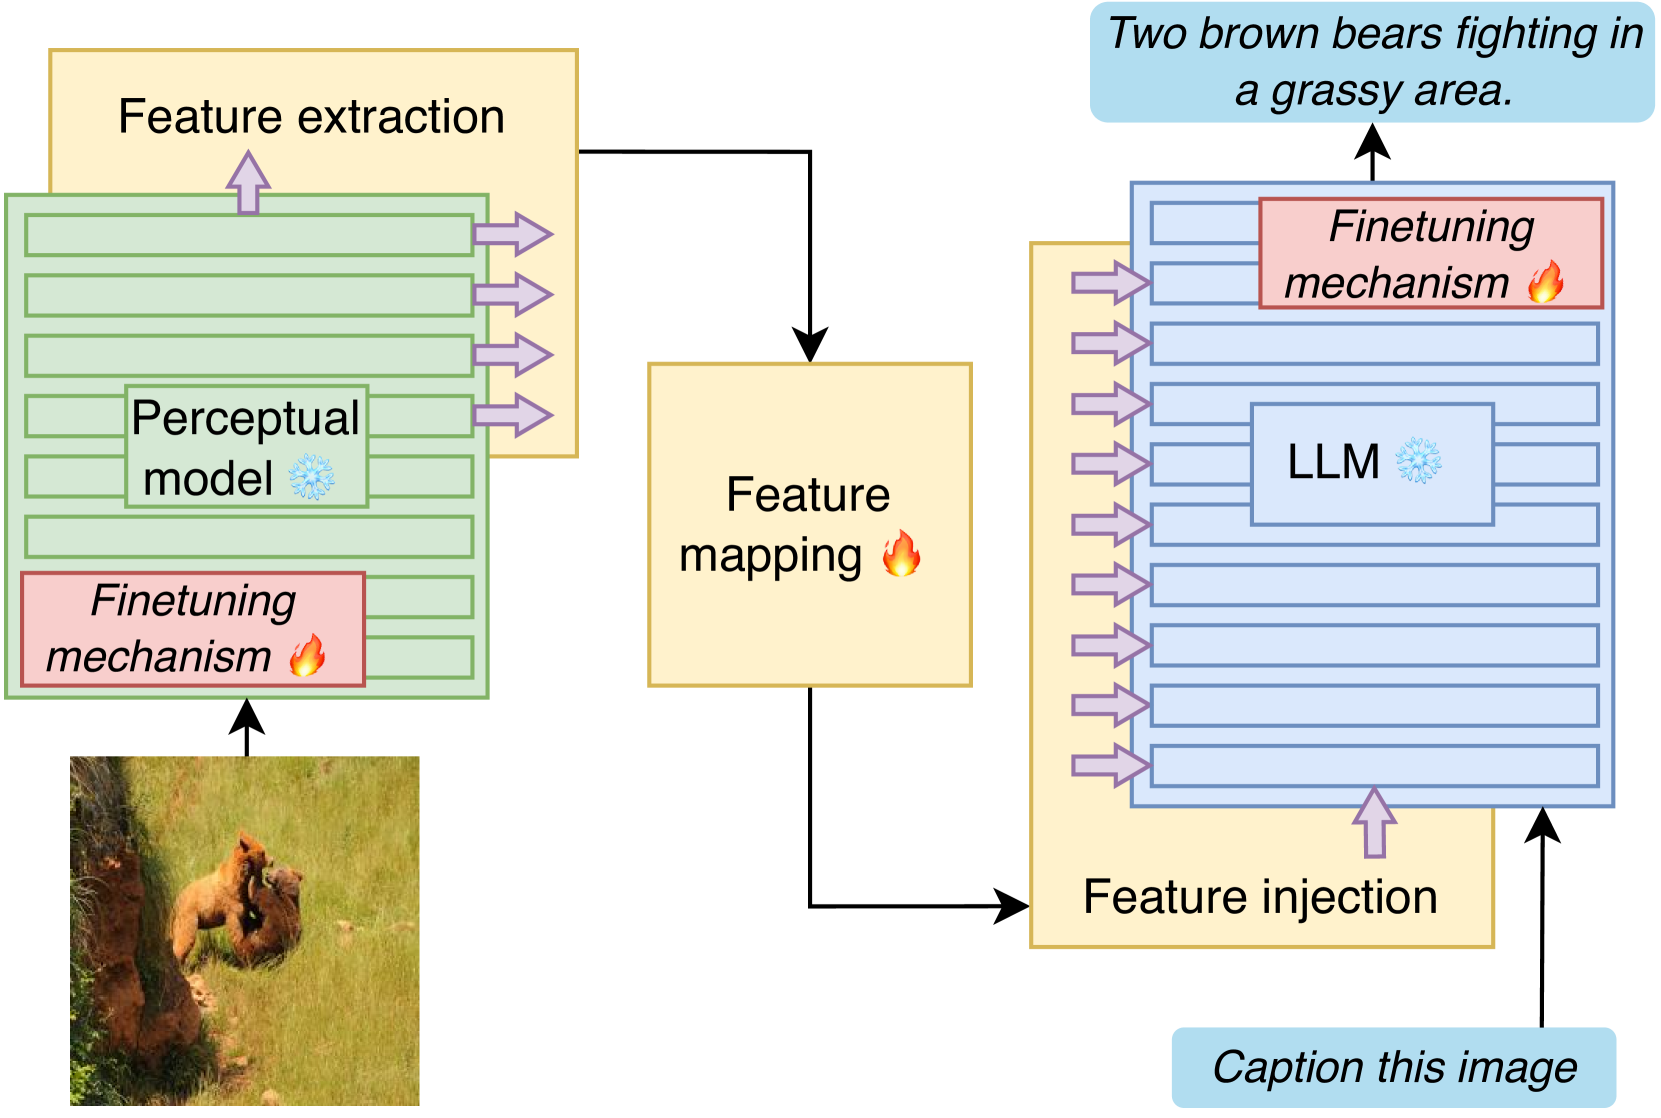 Feature extraction
Perceptual
model
Finetuning
mechanism
Feature
mapping
Two brown bears fighting in
a grassy area.
Finetuning
mechanism
LLM
Feature injection
Caption this image